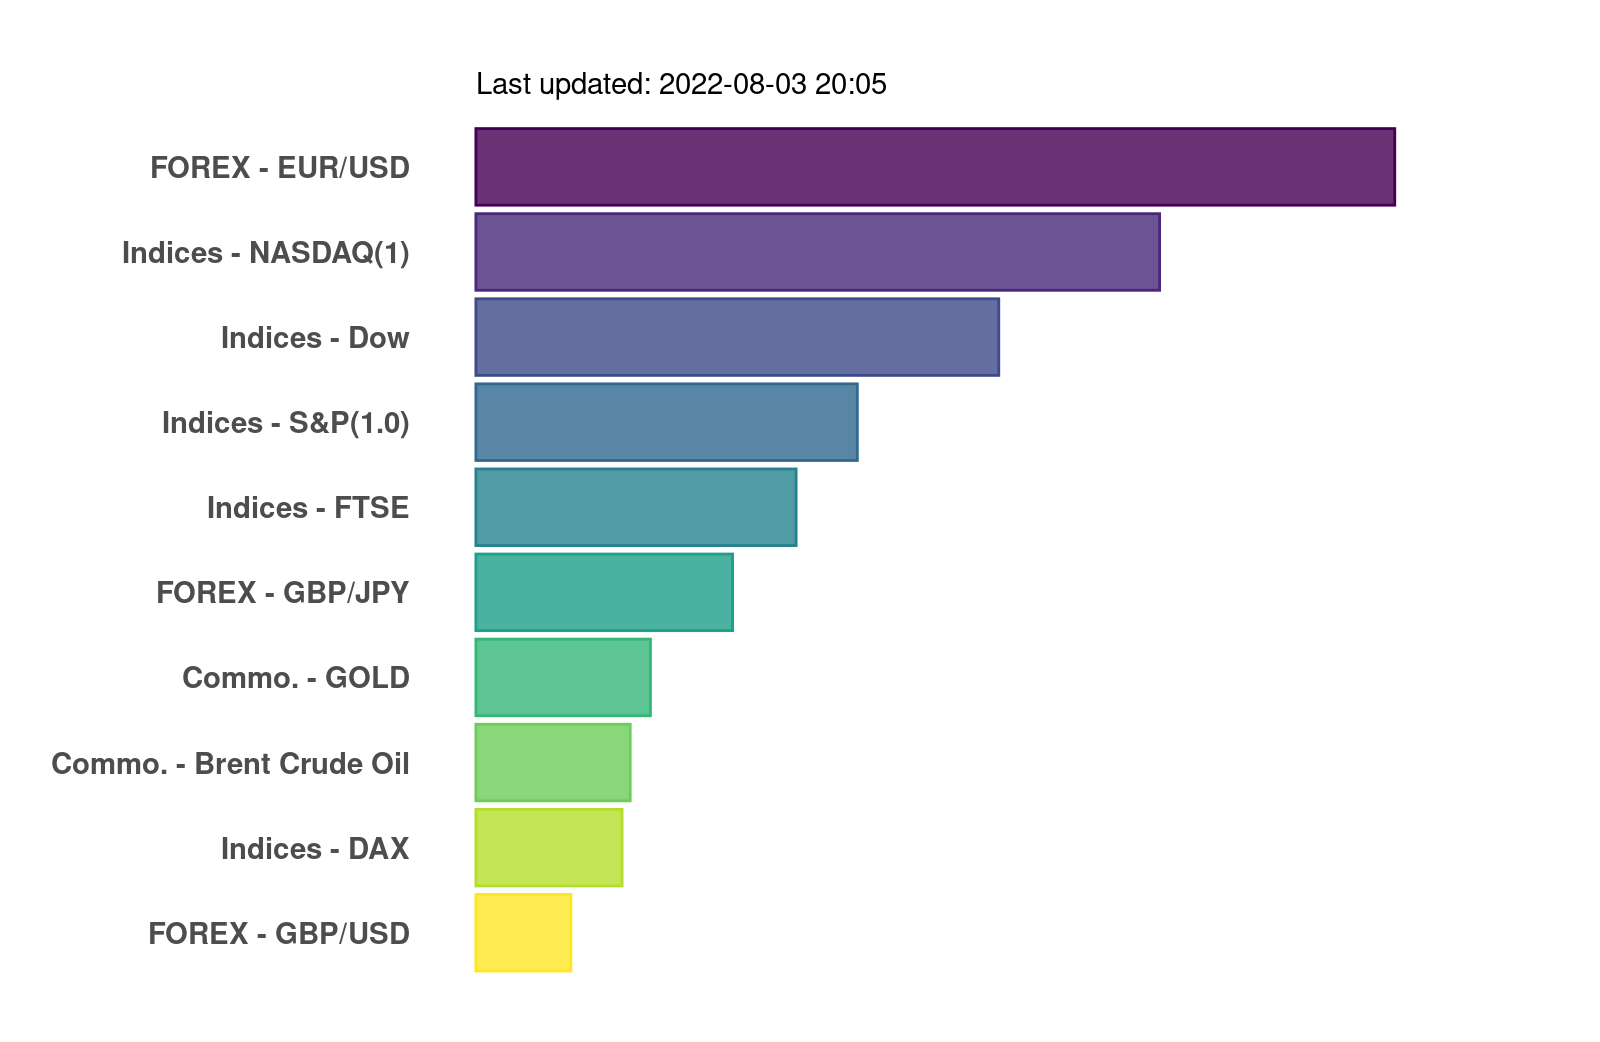 Last updated: 2022-08-03 20:05
FOREX - EUR/USD
Indices - NASDAQ(1)
Indices - Dow
Indices - S&P(1.0)
Indices - FTSE
FOREX - GBP/JPY
Commo. - GOLD
Commo. - Brent Crude Oil
Indices - DAX
FOREX - GBP/USD